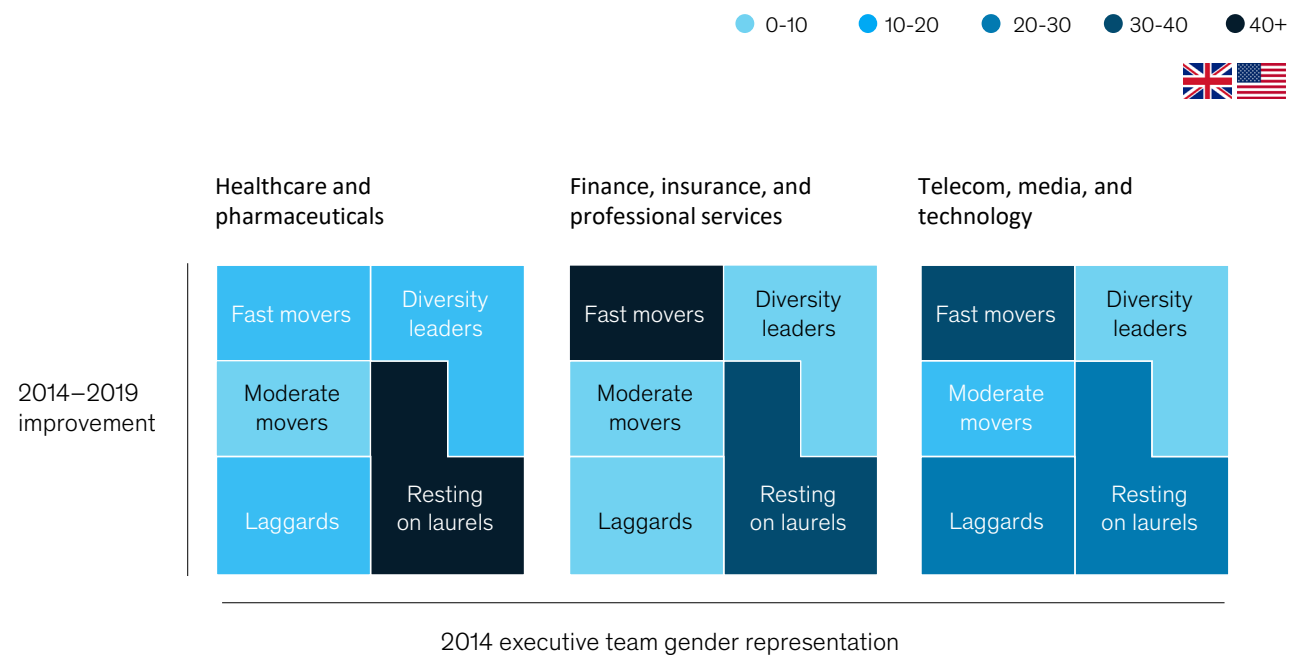 0-10
10-20
20-30
30-40
40+
Healthcare and
pharmaceuticals
Finance, insurance, and
professional services
Telecom, media, and
technology
2014–2019
improvement
Fast movers
Diversity
leaders
Moderate
movers
Laggards
Resting
on laurels
Fast movers
Diversity
leaders
Moderate
movers
Laggards
Resting
on laurels
Fast movers
Diversity
leaders
Moderate
movers
Laggards
Resting
on laurels
2014 executive team gender representation